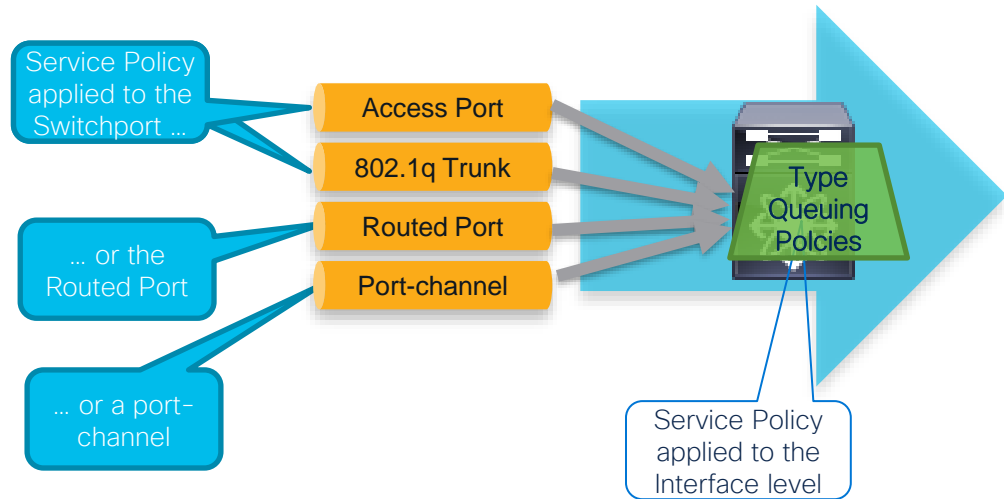 Service Policy
applied to the
Switchport ...
Access Port
802.1q Trunk
Routed Port
Port-channel
... or the
Routed Port
... or a port-
channel
Type
Queuing
Polcies
Service Policy
applied to the
Interface level